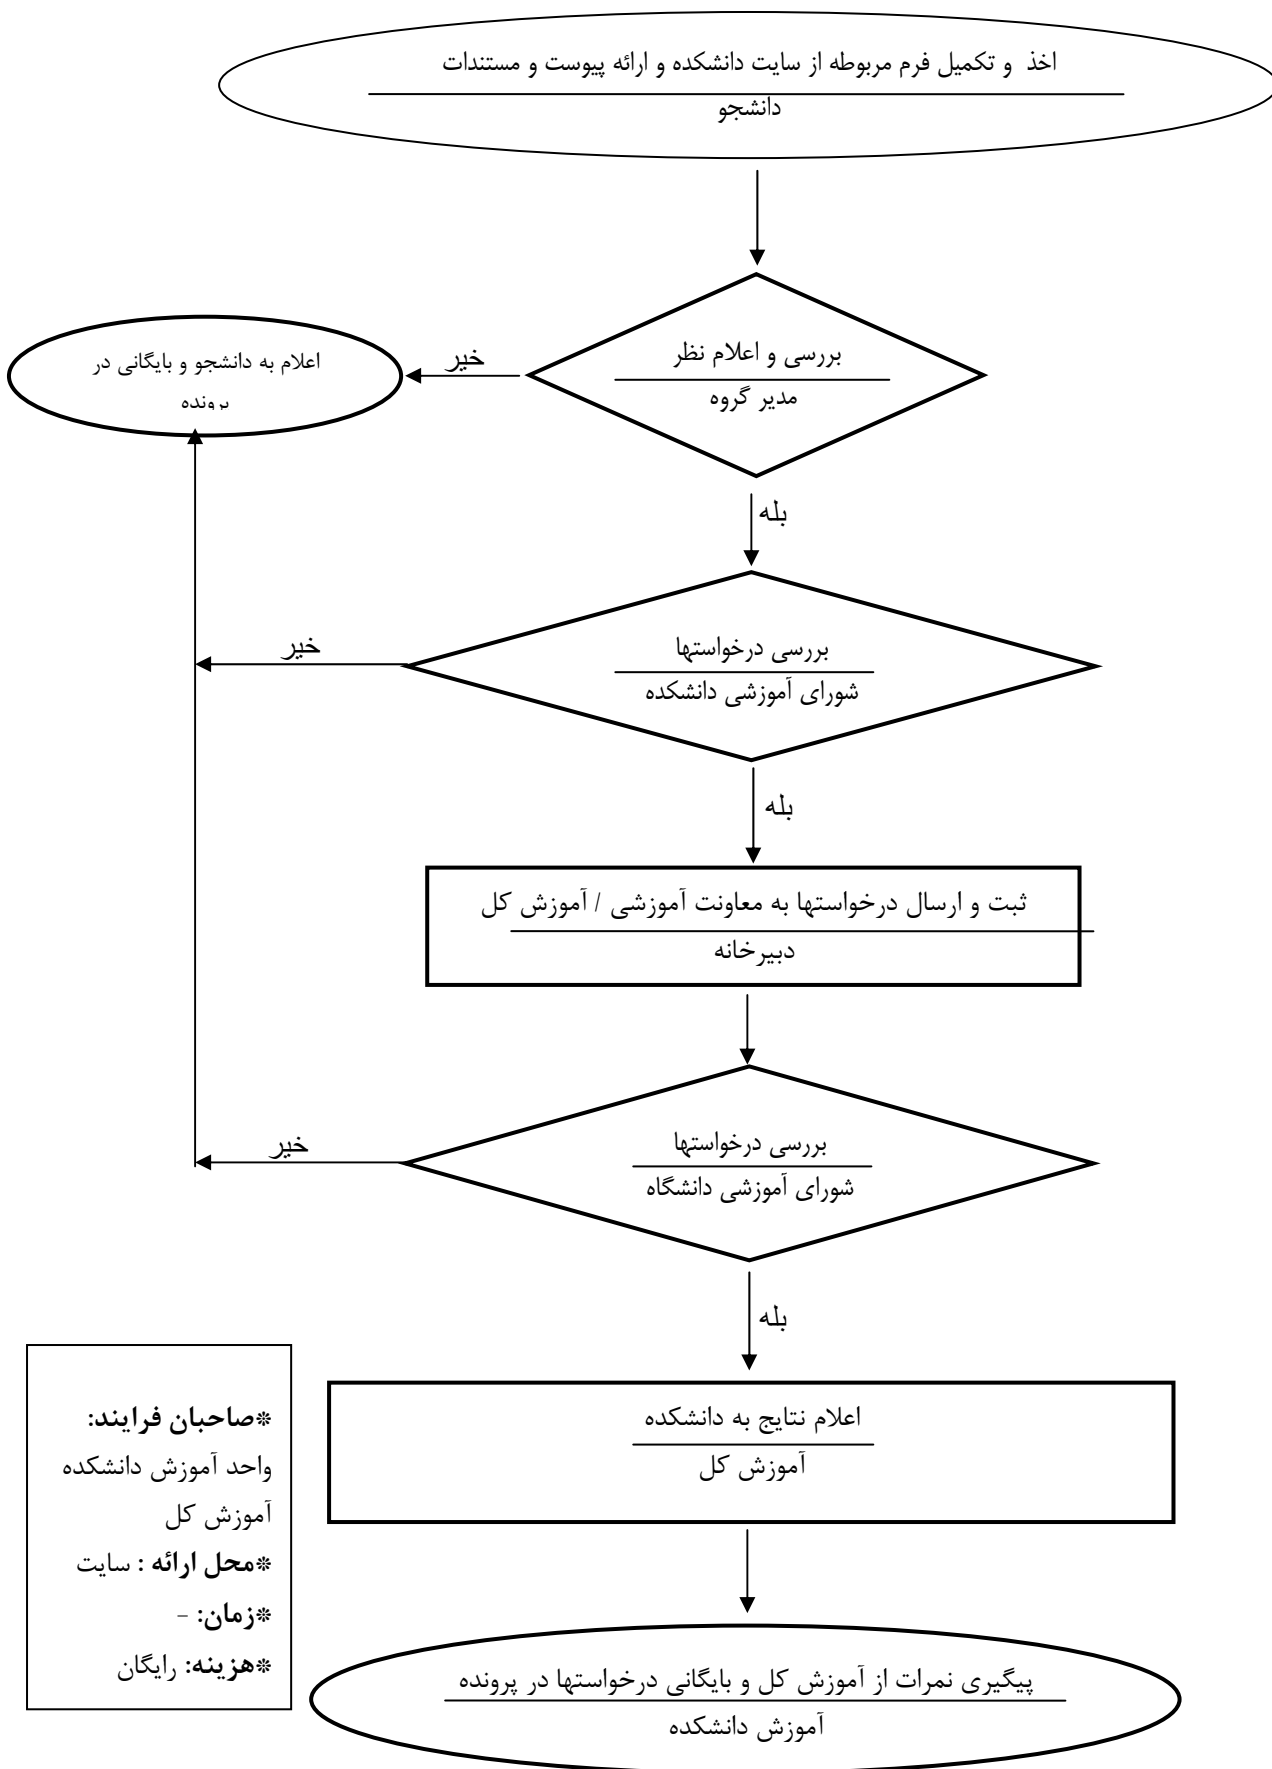 اخذ و تکمیل فرم مربوطه از سایت دانشکده و ارائه پیوست و مستندات
دانشجو
بررسی و اعلام نظر
مدیر گروه
خیر
اعلام به دانشجو و بایگانی در
پرونده
بله
بررسی درخواستها
شورای آموزشی دانشکده
خیر
بله
ثبت و ارسال درخواستها به معاونت آموزشی / آموزش کل
دبیرخانه
بررسی درخواستها
شورای آموزشی دانشگاه
خیر
بله
اعلام نتایج به دانشکده
آموزش کل
پیگیری نمرات از آموزش کل و بایگانی درخواستها در پرونده
آموزش دانشکده
*صاحبان فرایند:
واحد آموزش دانشکده
آموزش کل
*محل ارائه : سایت
*زمان: -
*هزینه: رایگان